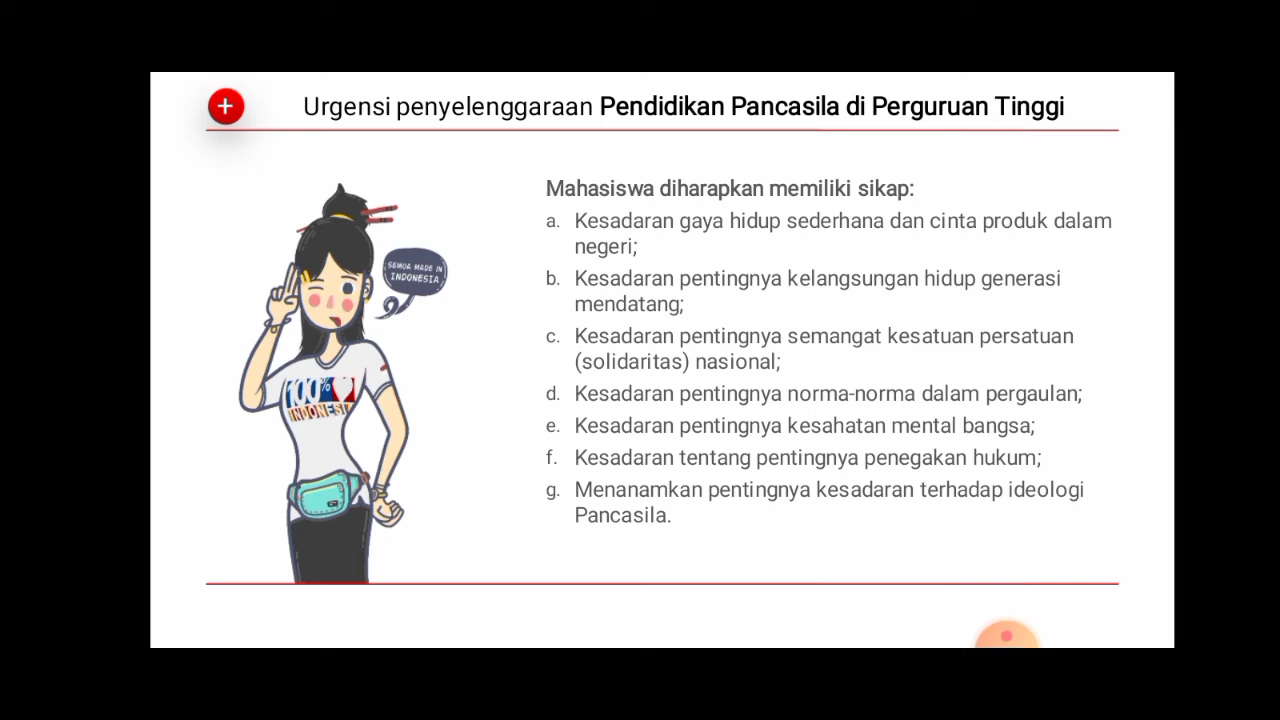 +
Urgensi penyelenggaraan Pendidikan Pancasila di Perguruan Tinggi
Mahasiswa diharapkan memiliki sikap:
a. Kesadaran gaya hidup sederhana dan cinta produk dalam
negeri;
b. Kesadaran pentingnya kelangsungan hidup generasi
mendatang;
c. Kesadaran pentingnya semangat kesatuan persatuan
(solidaritas) nasional;
d. Kesadaran pentingnya norma-norma dalam pergaulan;
e. Kesadaran pentingnya kesahatan mental bangsa;
f. Kesadaran tentang pentingnya penegakan hukum;
g. Menanamkan pentingnya kesadaran terhadap ideologi
Pancasila.
SEMUA MADE IN
INDONESIA
100%
INDONESIA